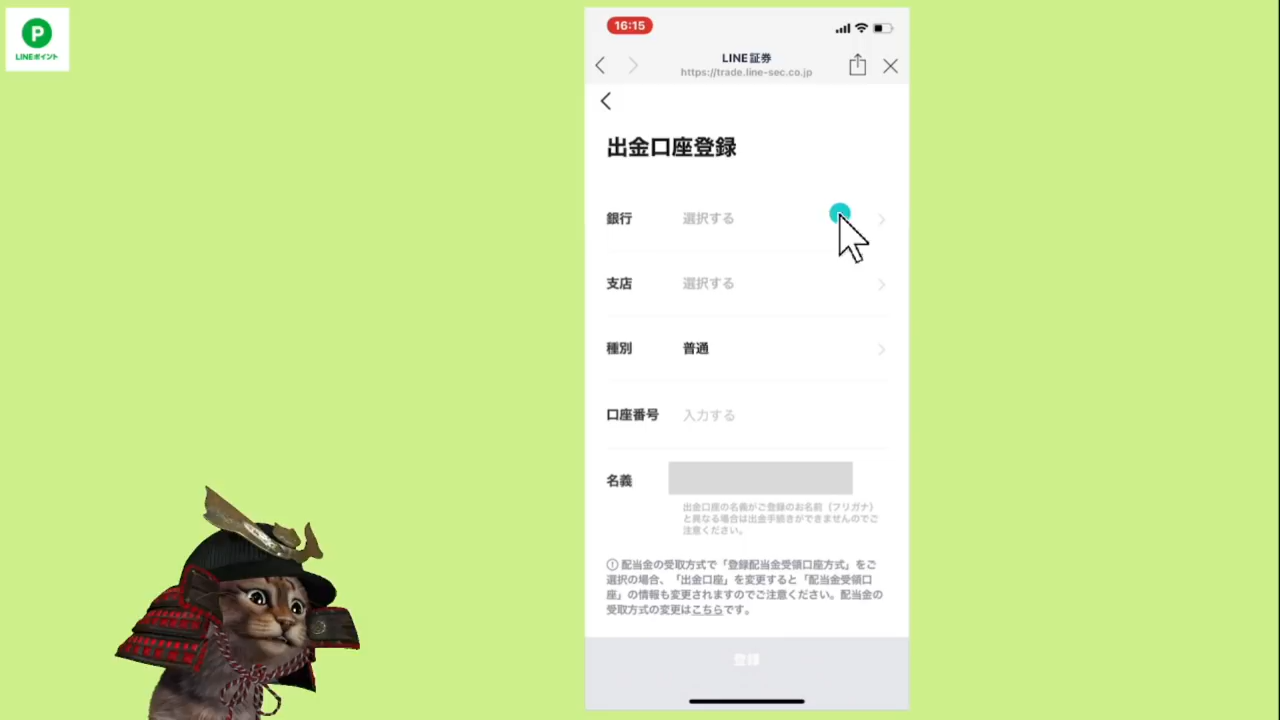 P
LINEポイント
16:15
LINE証券
https://trade.line-sec.co.jp
出金口座登録
銀行 選択する
支店 選択する
種別 普通
口座番号 入力する
名義
出金口座の名義がご登録のお名前（フリガナ）
と異なる場合は出金手続きができませんのでご
注意ください。
配当金の受取方式で「登録配当金受領口座方式」をご
選択の場合、「出金口座」を変更すると「配当金受領口
座」の情報も変更されますのでご注意ください。配当金の
受取方式の変更はこちらです。
登録